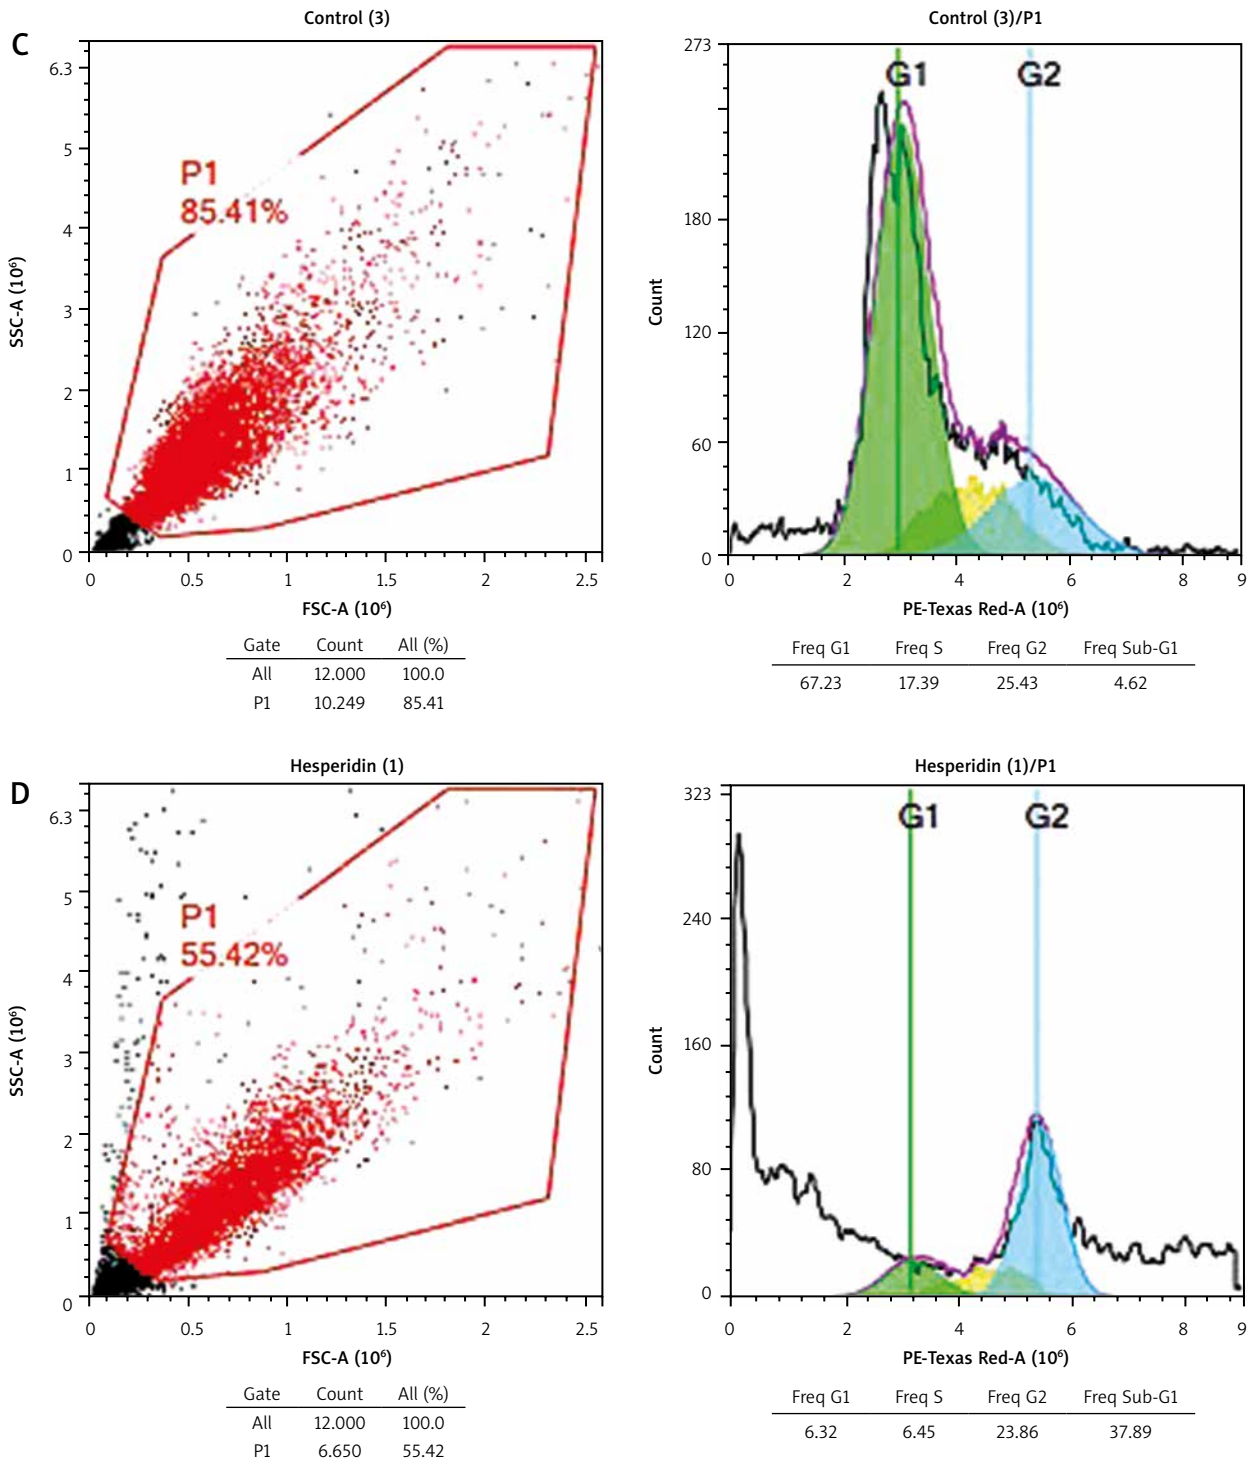 C
Control (3)
P1
85.41%
SSC-A (10⁶)
6.3
5
4
3
2
1
0
0 0.5 1 1.5 2 2.5
FSC-A (10⁶)
Gate Count All (%)
All 12.000 100.0
P1 10.249 85.41
Control (3)/P1
G1 G2
Count
273
180
120
60
0
0 2 4 6 8 9
PE-Texas Red-A (10⁶)
Freq G1 Freq S Freq G2 Freq Sub-G1
67.23 17.39 25.43 4.62
D
Hesperidin (1)
P1
55.42%
SSC-A (10⁶)
6.3
5
4
3
2
1
0
0 0.5 1 1.5 2 2.5
FSC-A (10⁶)
Gate Count All (%)
All 12.000 100.0
P1 6.650 55.42
Hesperidin (1)/P1
G1 G2
Count
323
240
160
80
0
0 2 4 6 8 9
PE-Texas Red-A (10⁶)
Freq G1 Freq S Freq G2 Freq Sub-G1
6.32 6.45 23.86 37.89